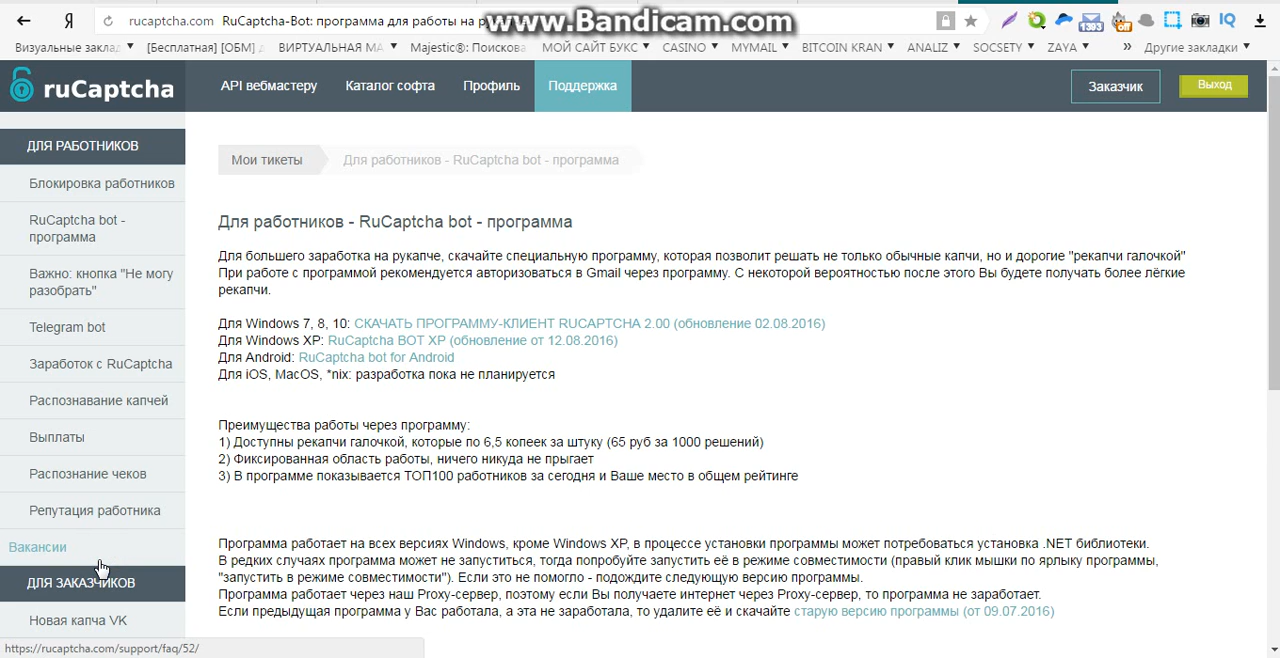 Я rucaptcha.com RuCaptcha-Bot: программа для работы на р
www.Bandicam.com
1393
off
IQ
Визуальные заклад [Бесплатная] [ОБМ] ВИРТУАЛЬНАЯ МА Majestic®: Поискова МОЙ САЙТ БУКС CASINO MYMAIL BITCOIN KRAN ANALIZ SOCSETY ZAYA » Другие закладки
ruCaptcha API вебмастеру Каталог софта Профиль Поддержка Заказчик Выход
ДЛЯ РАБОТНИКОВ
Блокировка работников
RuCaptcha bot -
программа
Важно: кнопка "Не могу
разобрать"
Telegram bot
Заработок с RuCaptcha
Распознавание капчей
Выплаты
Распознание чеков
Репутация работника
Вакансии
ДЛЯ ЗАКАЗЧИКОВ
Новая капча VK
https://rucaptcha.com/support/faq/52/
Мои тикеты Для работников - RuCaptcha bot - программа
Для работников - RuCaptcha bot - программа
Для большего заработка на рукапче, скачайте специальную программу, которая позволит решать не только обычные капчи, но и дорогие "рекапчи галочкой"
При работе с программой рекомендуется авторизоваться в Gmail через программу. С некоторой вероятностью после этого Вы будете получать более лёгкие
рекапчи.
Для Windows 7, 8, 10: СКАЧАТЬ ПРОГРАММУ-КЛИЕНТ RUCAPTCHA 2.00 (обновление 02.08.2016)
Для Windows XP: RuCaptcha BOT XP (обновление от 12.08.2016)
Для Android: RuCaptcha bot for Android
Для iOS, MacOS, *nix: разработка пока не планируется
Преимущества работы через программу:
1) Доступны рекапчи галочкой, которые по 6,5 копеек за штуку (65 руб за 1000 решений)
2) Фиксированная область работы, ничего никуда не прыгает
3) В программе показывается ТОП100 работников за сегодня и Ваше место в общем рейтинге
Программа работает на всех версиях Windows, кроме Windows XP, в процессе установки программы может потребоваться установка .NET библиотеки.
В редких случаях программа может не запуститься, тогда попробуйте запустить её в режиме совместимости (правый клик мышки по ярлыку программы,
"запустить в режиме совместимости"). Если это не помогло - подождите следующую версию программы.
Программа работает через наш Proxy-сервер, поэтому если Вы получаете интернет через Proxy-сервер, то программа не заработает.
Если предыдущая программа у Вас работала, а эта не заработала, то удалите её и скачайте старую версию программы (от 09.07.2016)